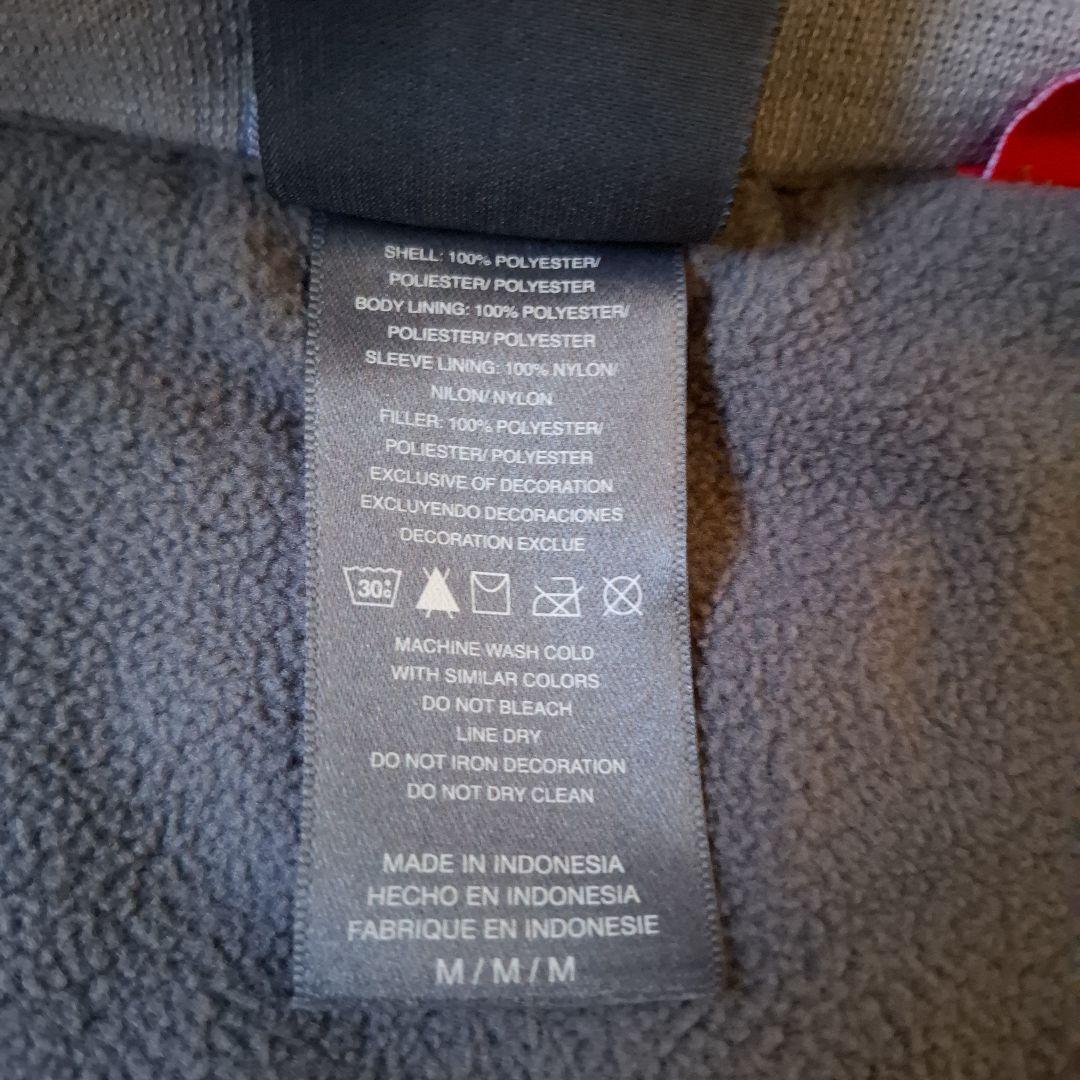 SHELL: 100% POLYESTER/
POLIESTER/ POLYESTER
BODY LINING: 100% POLYESTER/
POLIESTER/ POLYESTER
SLEEVE LINING: 100% NYLON/
NILON/ NYLON
FILLER: 100% POLYESTER/
POLIESTER/ POLYESTER
EXCLUSIVE OF DECORATION
EXCLUYENDO DECORACIONES
DECORATION EXCLUE
30°C
MACHINE WASH COLD
WITH SIMILAR COLORS
DO NOT BLEACH
LINE DRY
DO NOT IRON DECORATION
DO NOT DRY CLEAN
MADE IN INDONESIA
HECHO EN INDONESIA
FABRIQUE EN INDONESIE
M / M / M